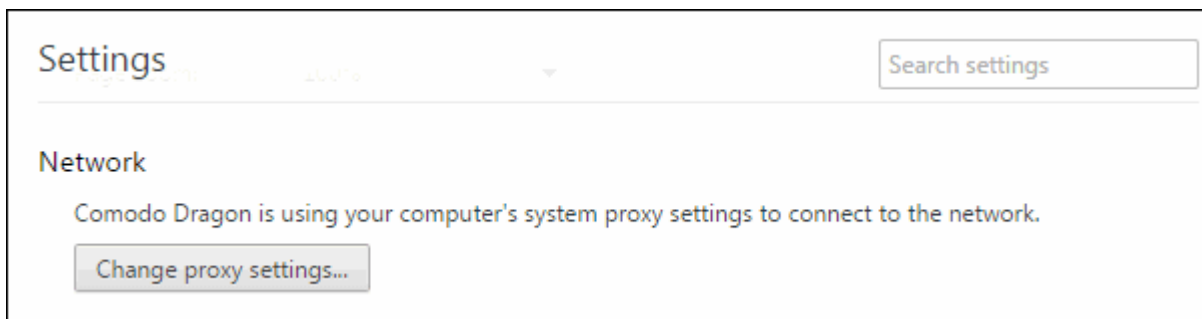 Settings
Search settings
100%
Network
Comodo Dragon is using your computer's system proxy settings to connect to the network.
Change proxy settings...